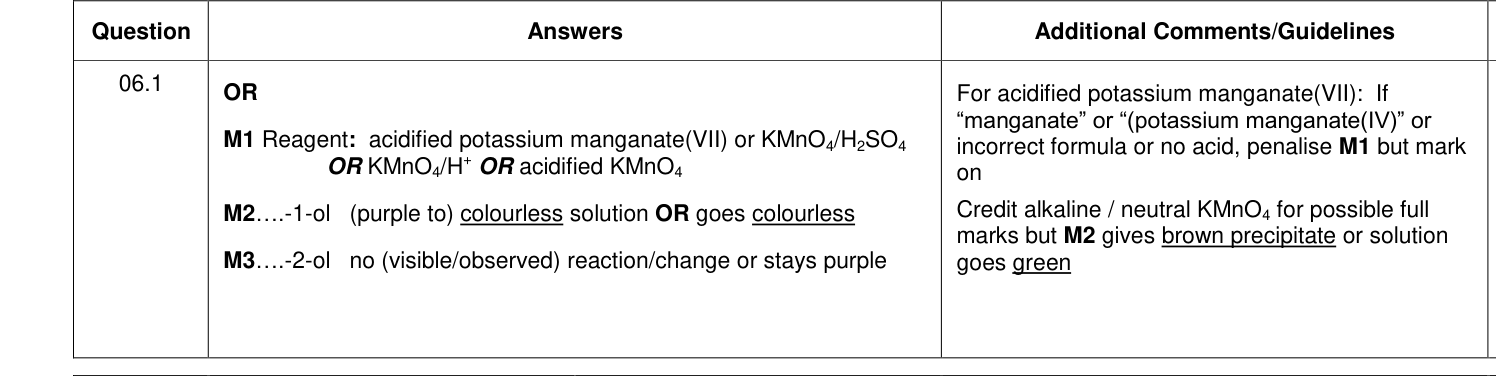 Question Answers Additional Comments/Guidelines
06.1
OR
M1 Reagent: acidified potassium manganate(VII) or KMnO₄/H₂SO₄
OR KMnO₄/H⁺ OR acidified KMnO₄
M2….-1-ol (purple to) colourless solution OR goes colourless
M3….-2-ol no (visible/observed) reaction/change or stays purple
For acidified potassium manganate(VII): If
“manganate” or “(potassium manganate(IV)” or
incorrect formula or no acid, penalise M1 but mark
on
Credit alkaline / neutral KMnO₄ for possible full
marks but M2 gives brown precipitate or solution
goes green